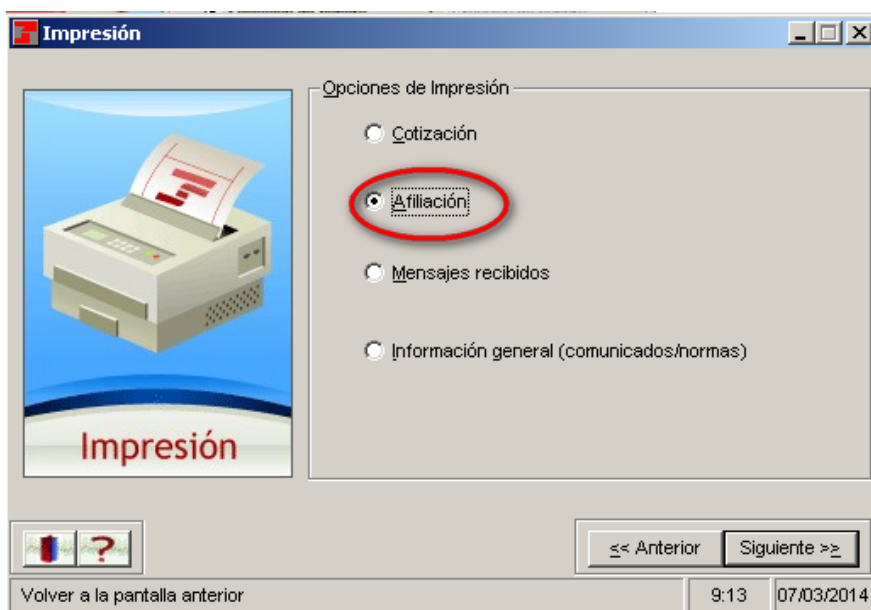 Impresión
Opciones de Impresión
Cotización
Afiliación
Mensajes recibidos
Información general (comunicados/normas)
Impresión
<< Anterior
Siguiente >>
Volver a la pantalla anterior
9:13
07/03/2014